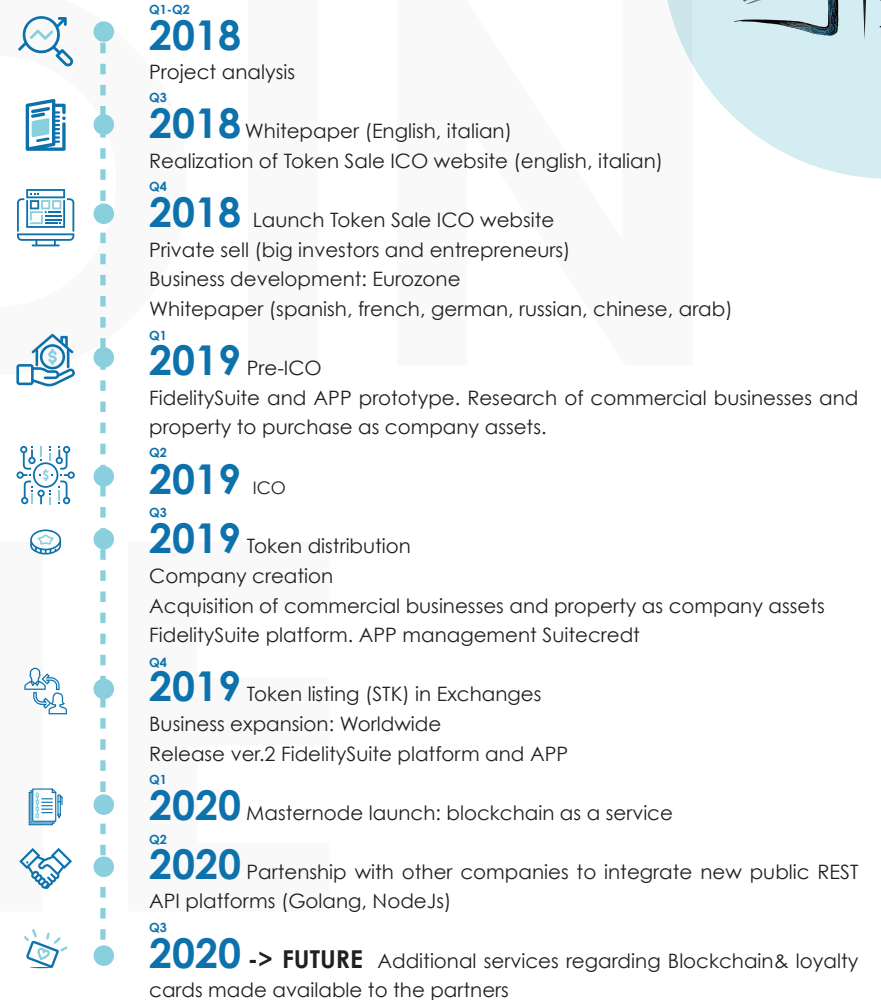 Q1-Q2
2018
Project analysis
Q3
2018 Whitepaper (English, italian)
Realization of Token Sale ICO website (english, italian)
Q4
2018 Launch Token Sale ICO website
Private sell (big investors and entrepreneurs)
Business development: Eurozone
Whitepaper (spanish, french, german, russian, chinese, arab)
Q1
2019 Pre-ICO
FidelitySuite and APP prototype. Research of commercial businesses and
property to purchase as company assets.
Q2
2019 ICO
Q3
2019 Token distribution
Company creation
Acquisition of commercial businesses and property as company assets
FidelitySuite platform. APP management Suitecredt
Q4
2019 Token listing (STK) in Exchanges
Business expansion: Worldwide
Release ver.2 FidelitySuite platform and APP
Q1
2020 Masternode launch: blockchain as a service
Q2
2020 Partenship with other companies to integrate new public REST
API platforms (Golang, NodeJs)
Q3
2020 -> FUTURE Additional services regarding Blockchain& loyalty
cards made available to the partners